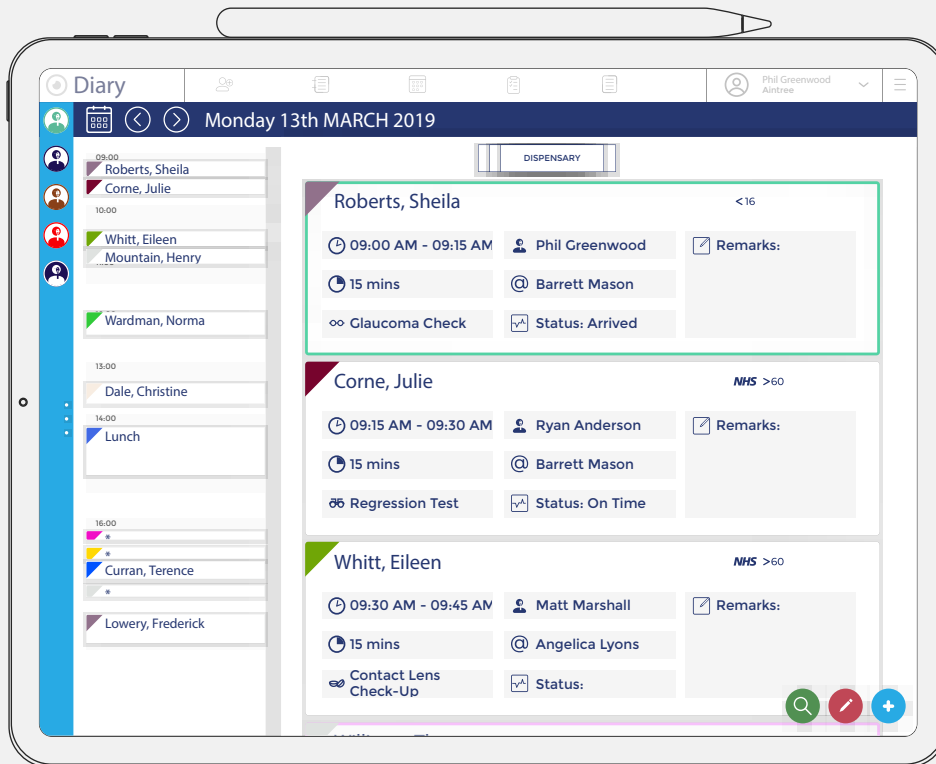 Diary
Phil Greenwood
Aintree
Monday 13th MARCH 2019
09:00
Roberts, Sheila
Corne, Julie
10:00
Whitt, Eileen
Mountain, Henry
Wardman, Norma
13:00
Dale, Christine
14:00
Lunch
16:00
*
*
Curran, Terence
*
Lowery, Frederick
DISPENSARY
Roberts, Sheila
<16
09:00 AM - 09:15 AM
Phil Greenwood
Remarks:
15 mins
@ Barrett Mason
Glaucoma Check
Status: Arrived
Corne, Julie
NHS >60
09:15 AM - 09:30 AM
Ryan Anderson
Remarks:
15 mins
@ Barrett Mason
Regression Test
Status: On Time
Whitt, Eileen
NHS >60
09:30 AM - 09:45 AM
Matt Marshall
Remarks:
15 mins
@ Angelica Lyons
Contact Lens
Check-Up
Status: